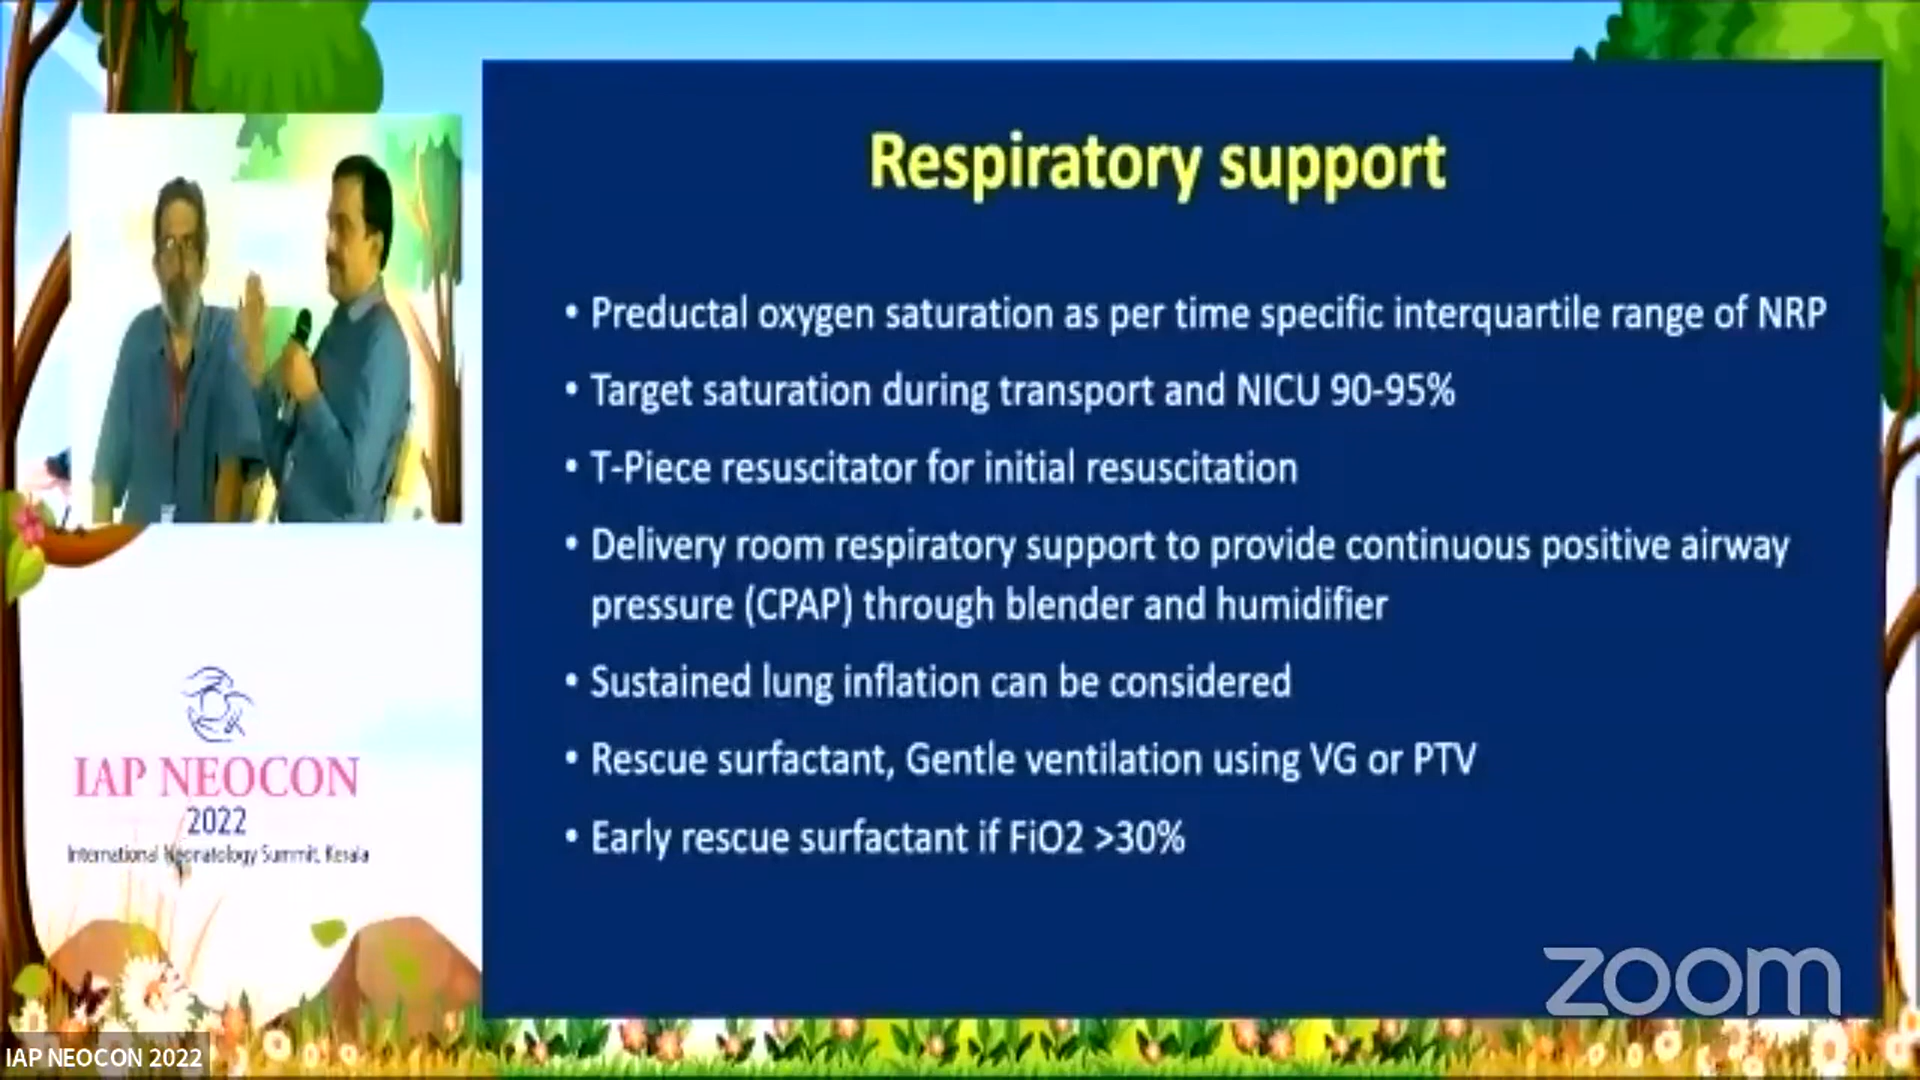 Respiratory support
• Preductal oxygen saturation as per time specific interquartile range of NRP
• Target saturation during transport and NICU 90-95%
• T-Piece resuscitator for initial resuscitation
• Delivery room respiratory support to provide continuous positive airway
pressure (CPAP) through blender and humidifier
• Sustained lung inflation can be considered
• Rescue surfactant, Gentle ventilation using VG or PTV
• Early rescue surfactant if FiO2 >30%
IAP NEOCON
2022
International Neonatology Summit, Kerala
zoom
IAP NEOCON 2022